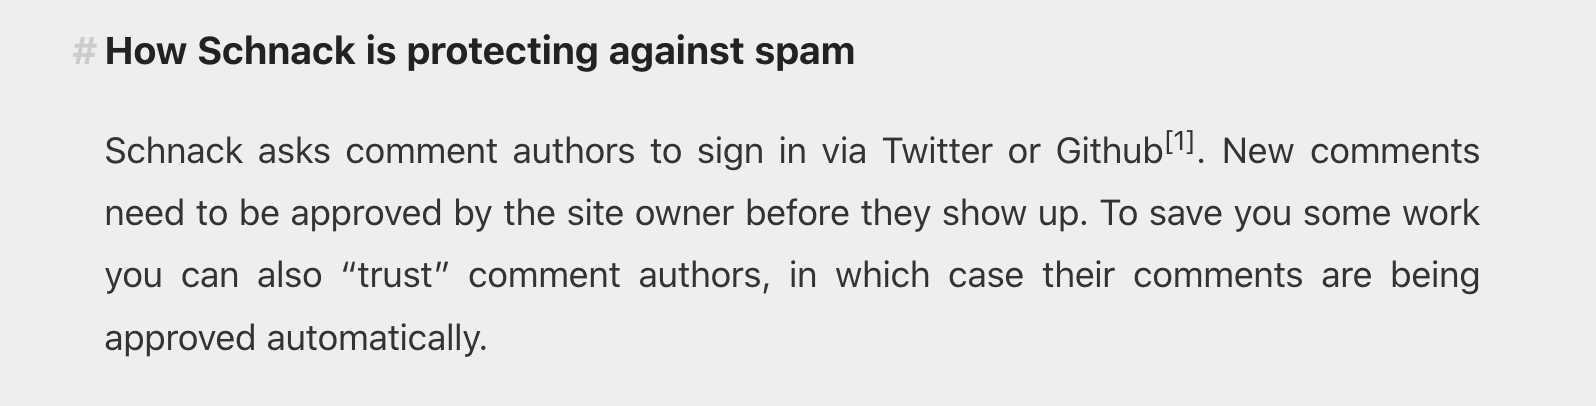 # How Schnack is protecting against spam
Schnack asks comment authors to sign in via Twitter or Github[1]. New comments
need to be approved by the site owner before they show up. To save you some work
you can also “trust” comment authors, in which case their comments are being
approved automatically.